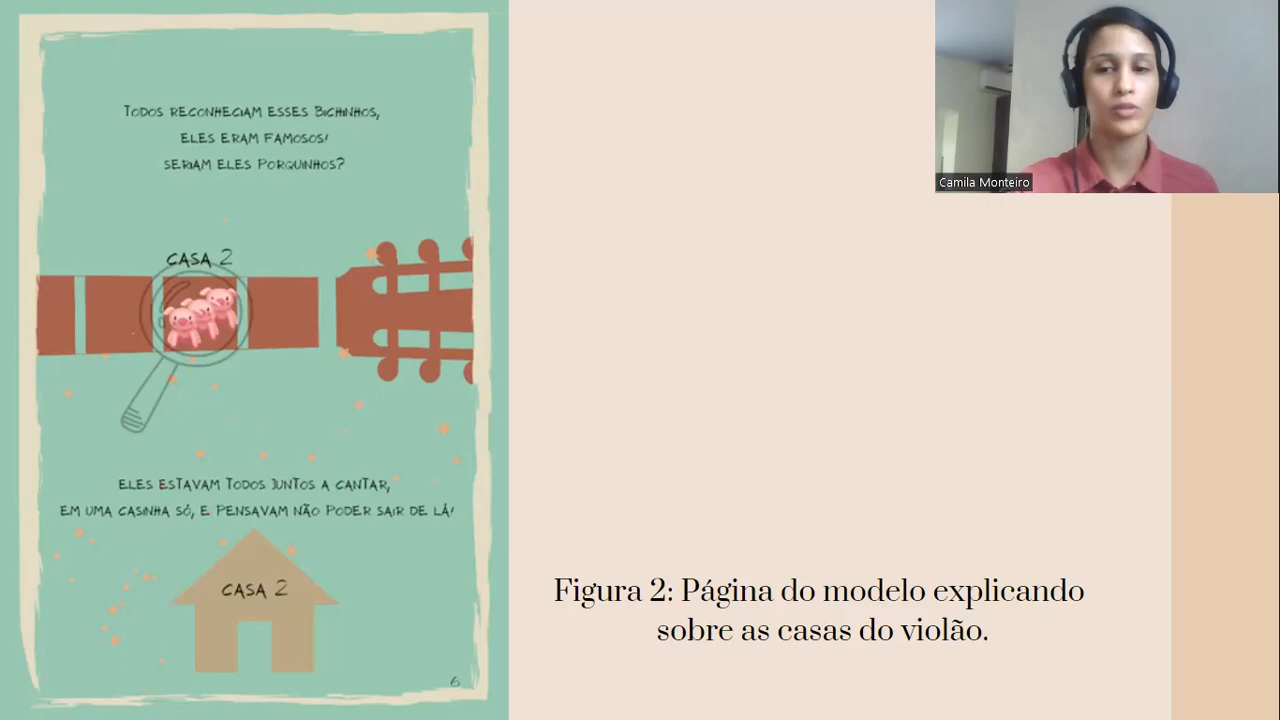 TODOS RECONHECIAM ESSES BICHINHOS,
ELES ERAM FAMOSOS!
SERIAM ELES PORQUINHOS?
CASA 2
ELES ESTAVAM TODOS JUNTOS A CANTAR,
EM UMA CASINHA SÓ, E PENSAVAM NÃO PODER SAIR DE LÁ!
CASA 2
6
Camila Monteiro
Figura 2: Página do modelo explicando
sobre as casas do violão.